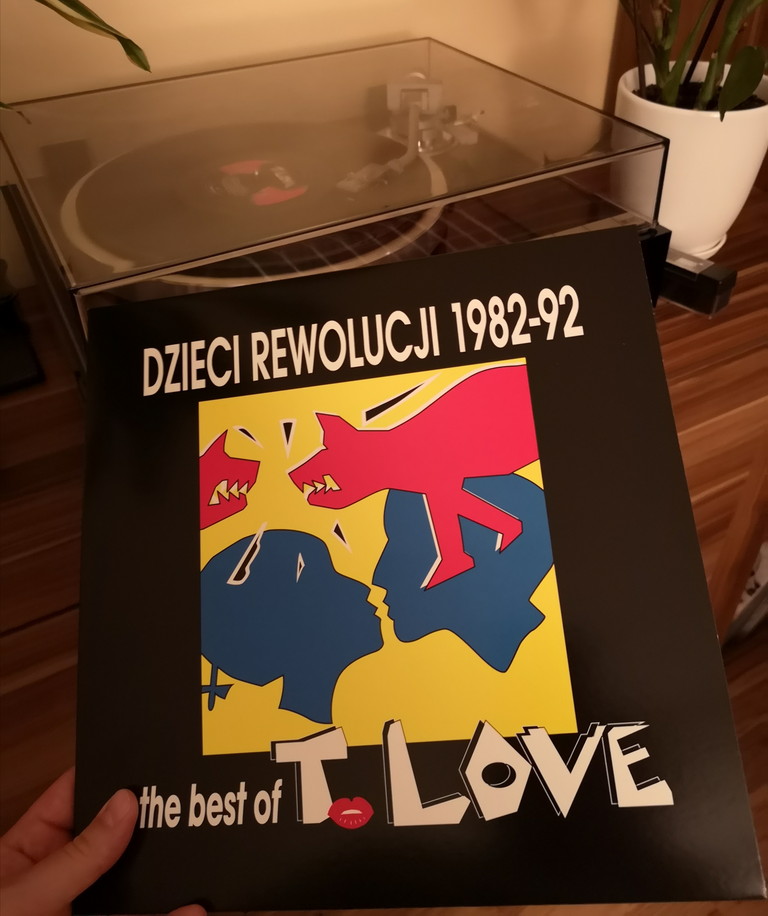 DZIECI REWOLUCJI 1982-92
the best of T.LOVE